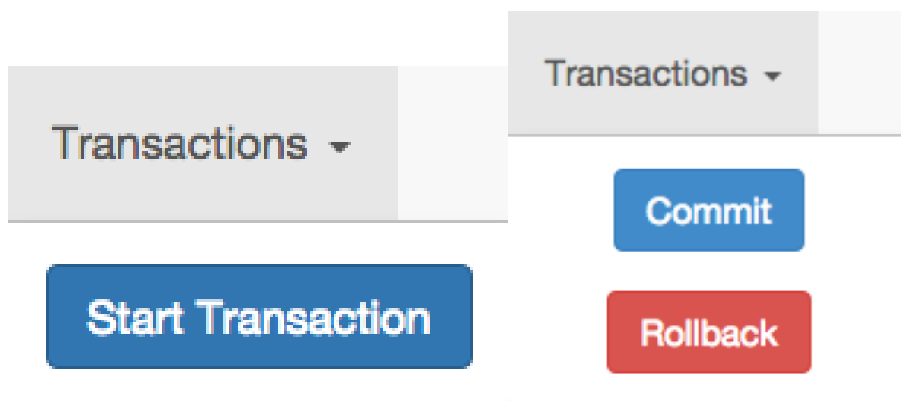 Transactions
Start Transaction
Transactions
Commit
Rollback